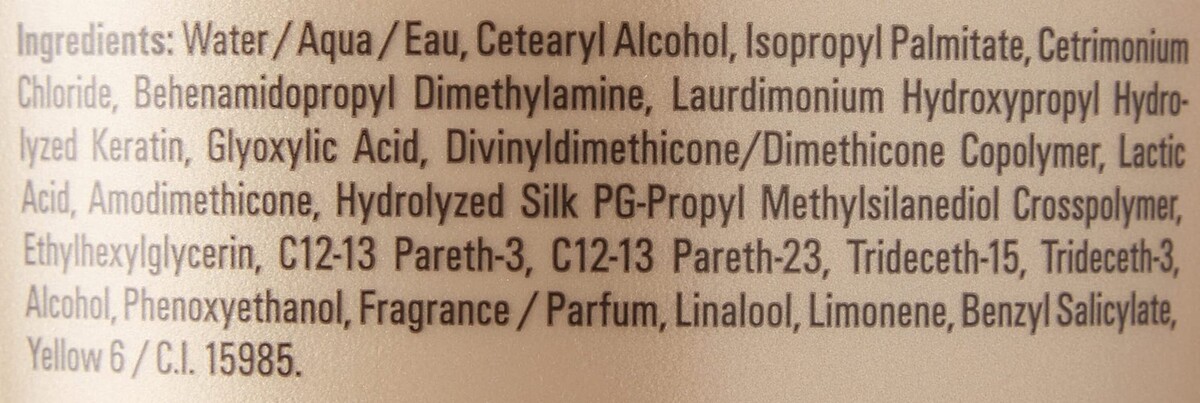 Ingredients: Water / Aqua / Eau, Cetearyl Alcohol, Isopropyl Palmitate, Cetrimonium
Chloride, Behenamidopropyl Dimethylamine, Laurdimonium Hydroxypropyl Hydro-
lyzed Keratin, Glyoxylic Acid, Divinyldimethicone/Dimethicone Copolymer, Lactic
Acid, Amodimethicone, Hydrolyzed Silk PG-Propyl Methylsilanediol Crosspolymer,
Ethylhexylglycerin, C12-13 Pareth-3, C12-13 Pareth-23, Trideceth-15, Trideceth-3,
Alcohol, Phenoxyethanol, Fragrance / Parfum, Linalool, Limonene, Benzyl Salicylate,
Yellow 6 / C.I. 15985.